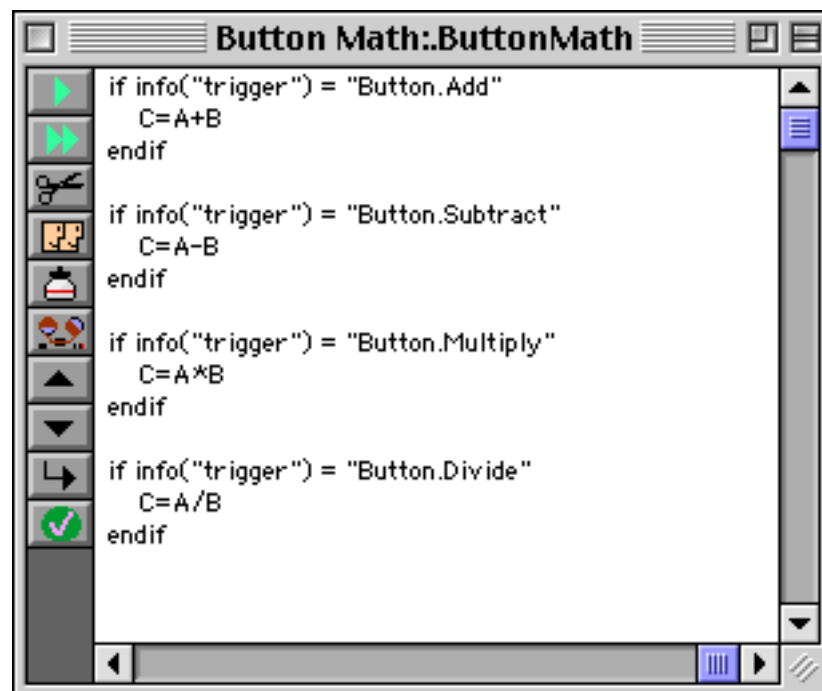 Button Math:.ButtonMath
if info("trigger") = "Button.Add"
C=A+B
endif
if info("trigger") = "Button.Subtract"
C=A-B
endif
if info("trigger") = "Button.Multiply"
C=A*B
endif
if info("trigger") = "Button.Divide"
C=A/B
endif